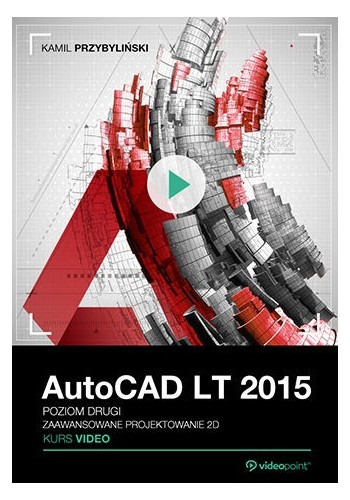 KAMIL PRZYBYLIŃSKI
AutoCAD LT 2015
POZIOM DRUGI
ZAAWANSOWANE PROJEKTOWANIE 2D
KURS VIDEO
videopoint